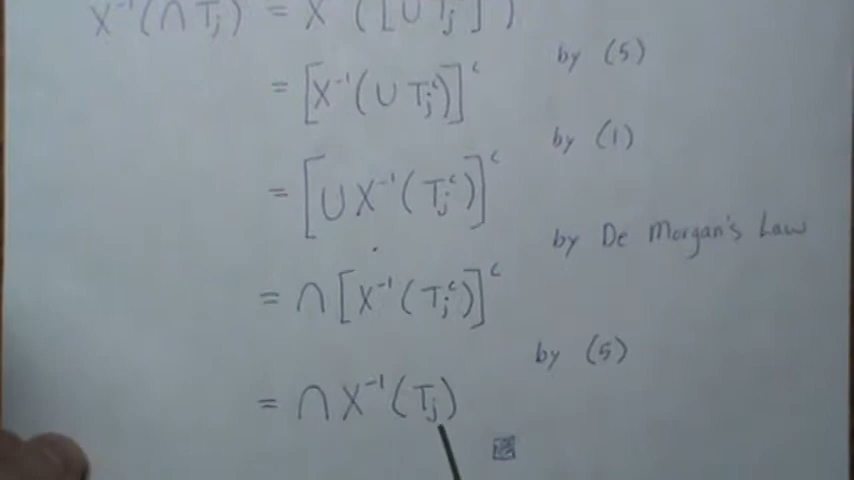 X⁻¹(∩ Tⱼ) = X⁻¹([∪ Tⱼᶜ]ᶜ)
= [X⁻¹(∪ Tⱼᶜ)]ᶜ by (5)
= [∪ X⁻¹(Tⱼᶜ)]ᶜ by (1)
= ∩ [X⁻¹(Tⱼᶜ)]ᶜ by De Morgan's Law
= ∩ X⁻¹(Tⱼ) by (5)